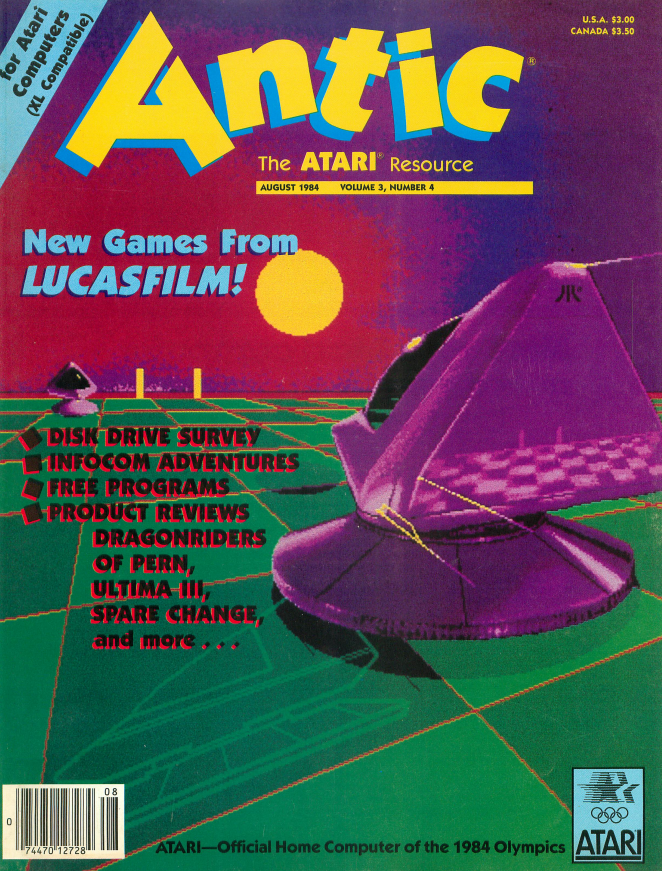 for Atari
Computers
(XL Compatible)
U.S.A. $3.00
CANADA $3.50
Antic®
The ATARI® Resource
AUGUST 1984 VOLUME 3, NUMBER 4
New Games From
LUCASFILM!
DISK DRIVE SURVEY
INFOCOM ADVENTURES
FREE PROGRAMS
PRODUCT REVIEWS
DRAGONRIDERS
OF PERN,
ULTIMA-III,
SPARE CHANGE,
and more . . .
08
0 74470 12728
ATARI—Official Home Computer of the 1984 Olympics
ATARI